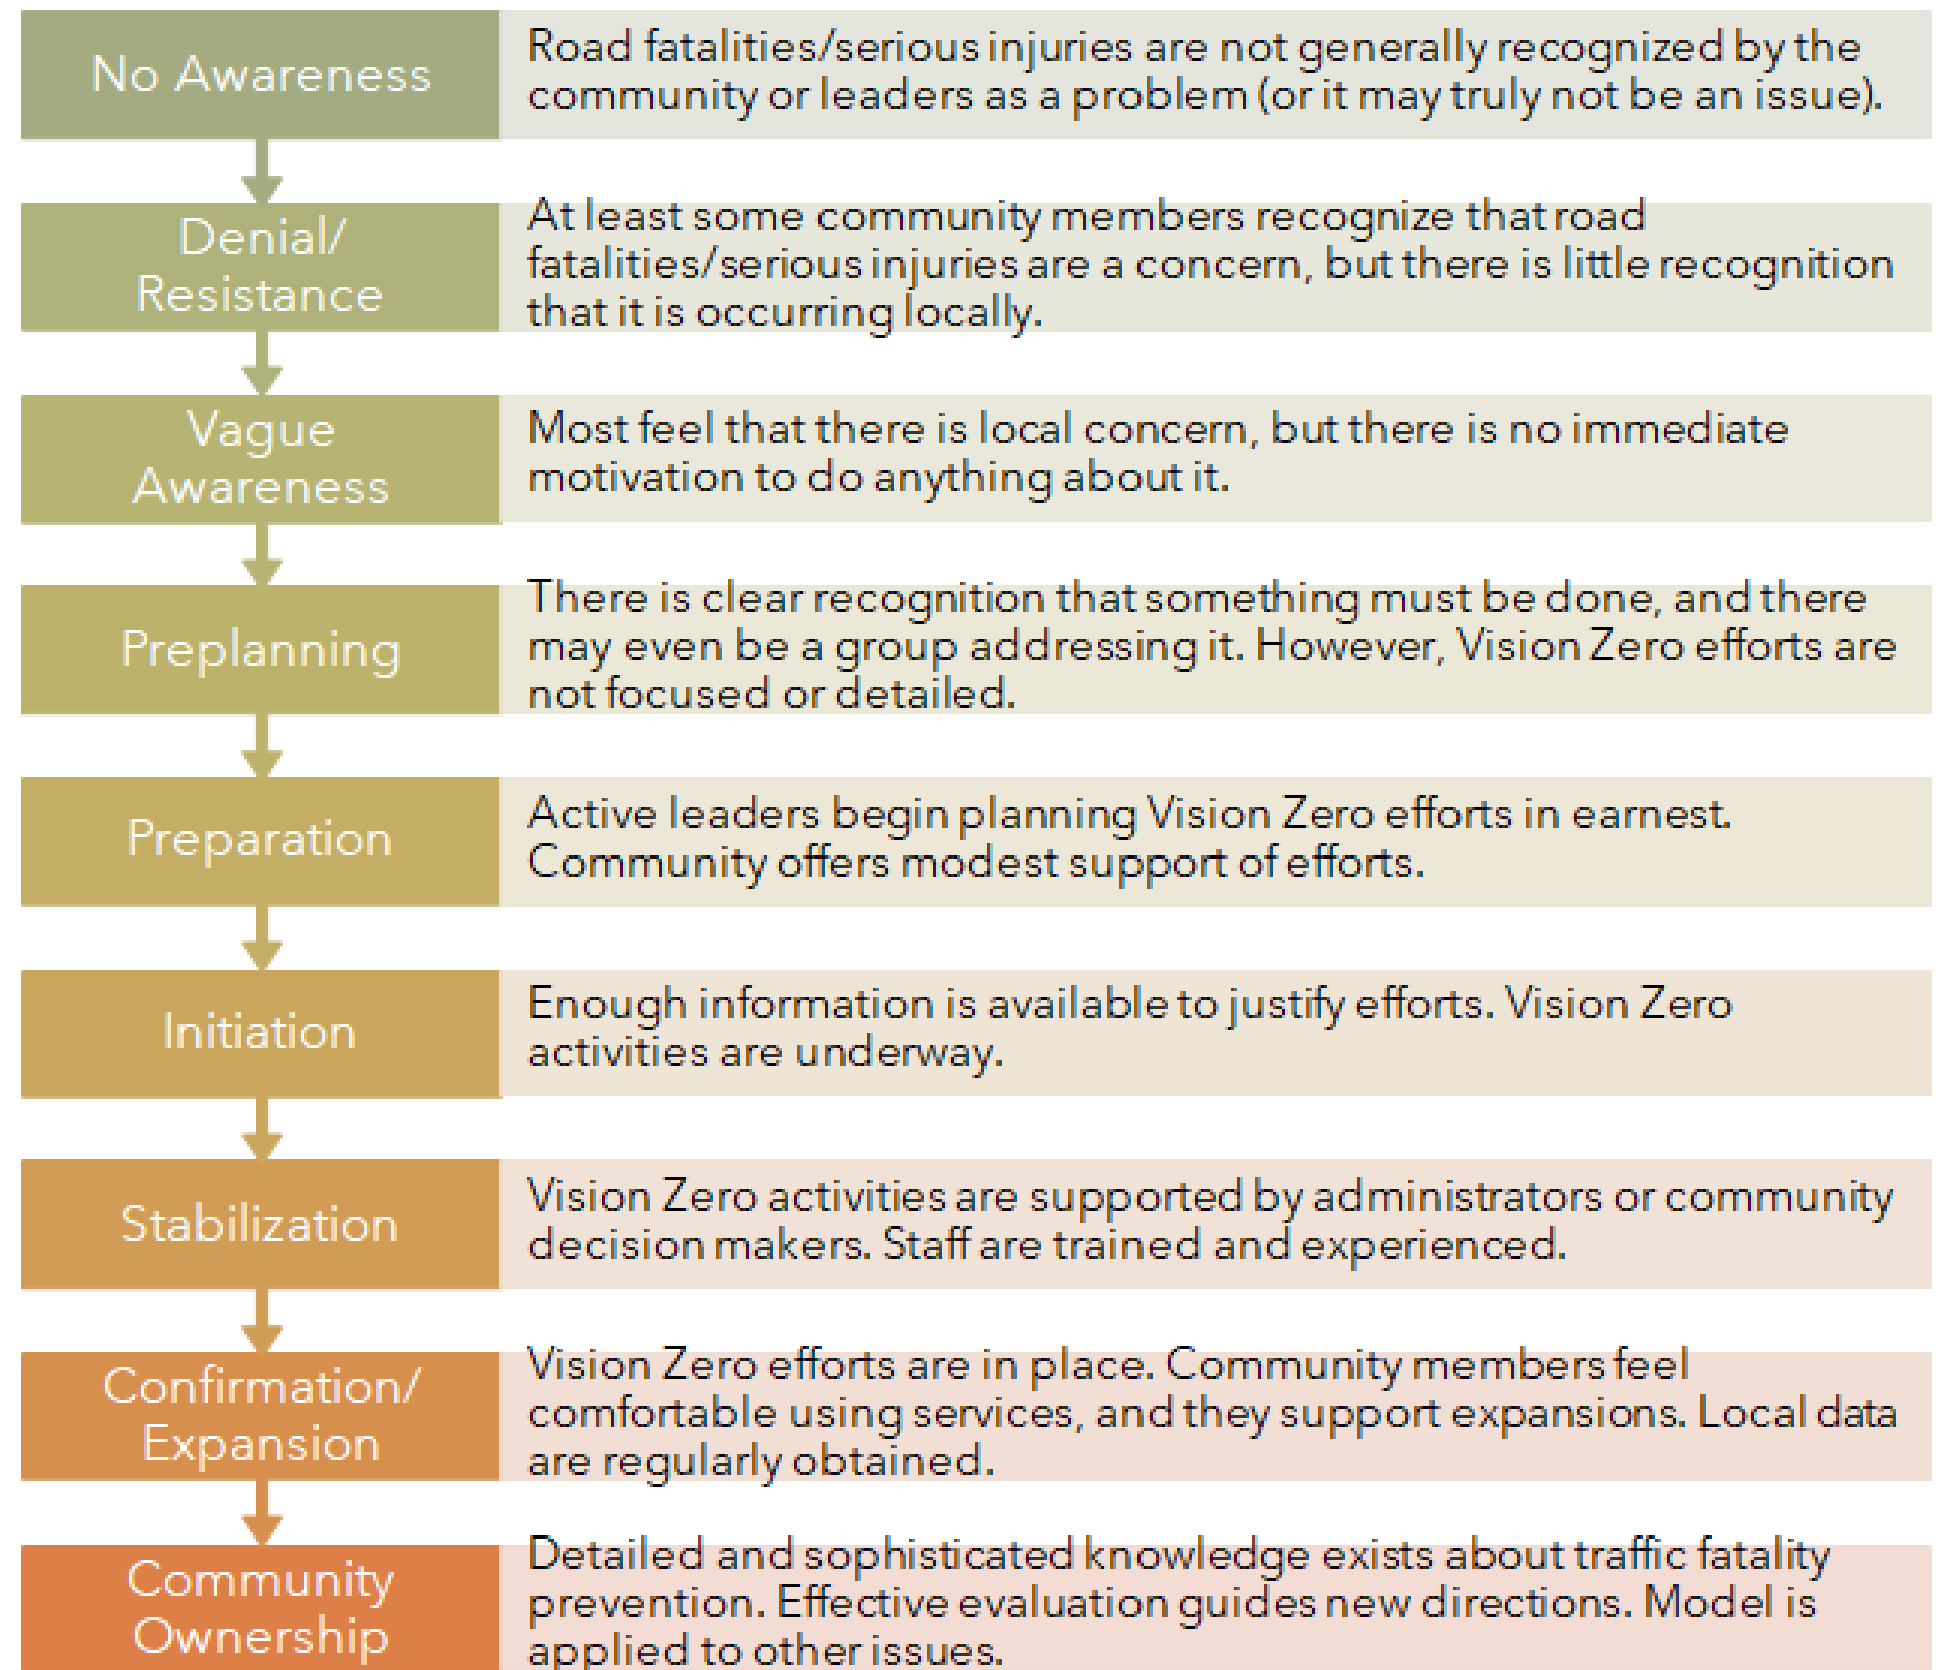 No Awareness
Road fatalities/serious injuries are not generally recognized by the
community or leaders as a problem (or it may truly not be an issue).
Denial/
Resistance
At least some community members recognize that road
fatalities/serious injuries are a concern, but there is little recognition
that it is occurring locally.
Vague
Awareness
Most feel that there is local concern, but there is no immediate
motivation to do anything about it.
Preplanning
There is clear recognition that something must be done, and there
may even be a group addressing it. However, Vision Zero efforts are
not focused or detailed.
Preparation
Active leaders begin planning Vision Zero efforts in earnest.
Community offers modest support of efforts.
Initiation
Enough information is available to justify efforts. Vision Zero
activities are underway.
Stabilization
Vision Zero activities are supported by administrators or community
decision makers. Staff are trained and experienced.
Confirmation/
Expansion
Vision Zero efforts are in place. Community members feel
comfortable using services, and they support expansions. Local data
are regularly obtained.
Community
Ownership
Detailed and sophisticated knowledge exists about traffic fatality
prevention. Effective evaluation guides new directions. Model is
applied to other issues.